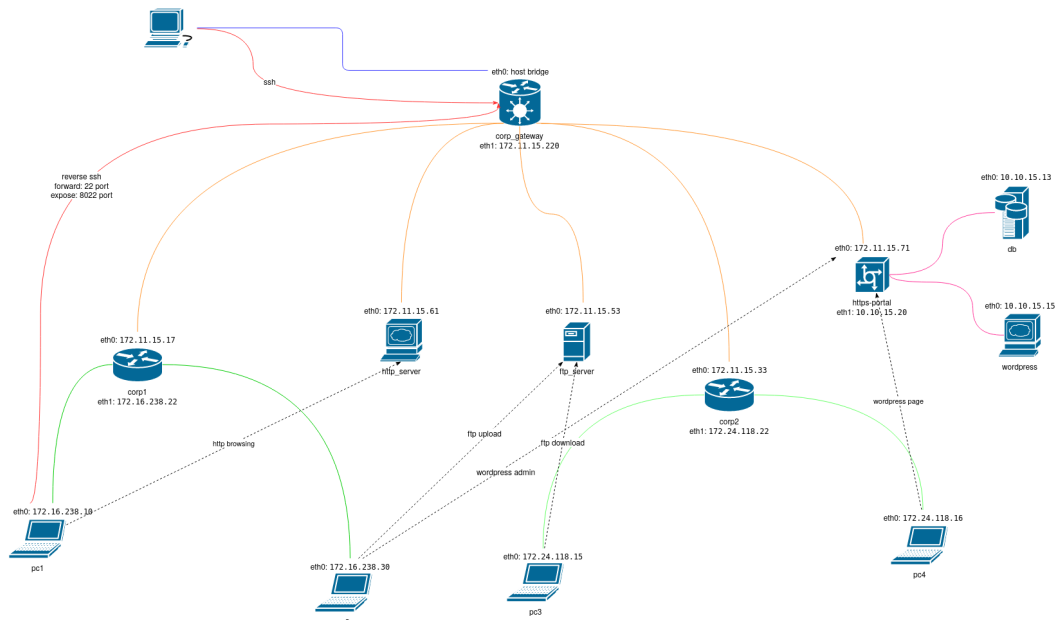 eth0: host bridge
ssh
corp_gateway
eth1: 172.11.15.220
reverse ssh
forward: 22 port
expose: 8022 port
eth0: 10.10.15.13
db
eth0: 172.11.15.71
https-portal
eth1: 10.10.15.20
eth0: 10.10.15.15
wordpress
eth0: 172.11.15.61
http_server
eth0: 172.11.15.53
ftp_server
eth0: 172.11.15.17
corp1
eth1: 172.16.238.22
eth0: 172.11.15.33
corp2
eth1: 172.24.118.22
wordpress page
http browsing
ftp upload
ftp download
wordpress admin
eth0: 172.16.238.10
pc1
eth0: 172.16.238.30
eth0: 172.24.118.15
pc3
eth0: 172.24.118.16
pc4